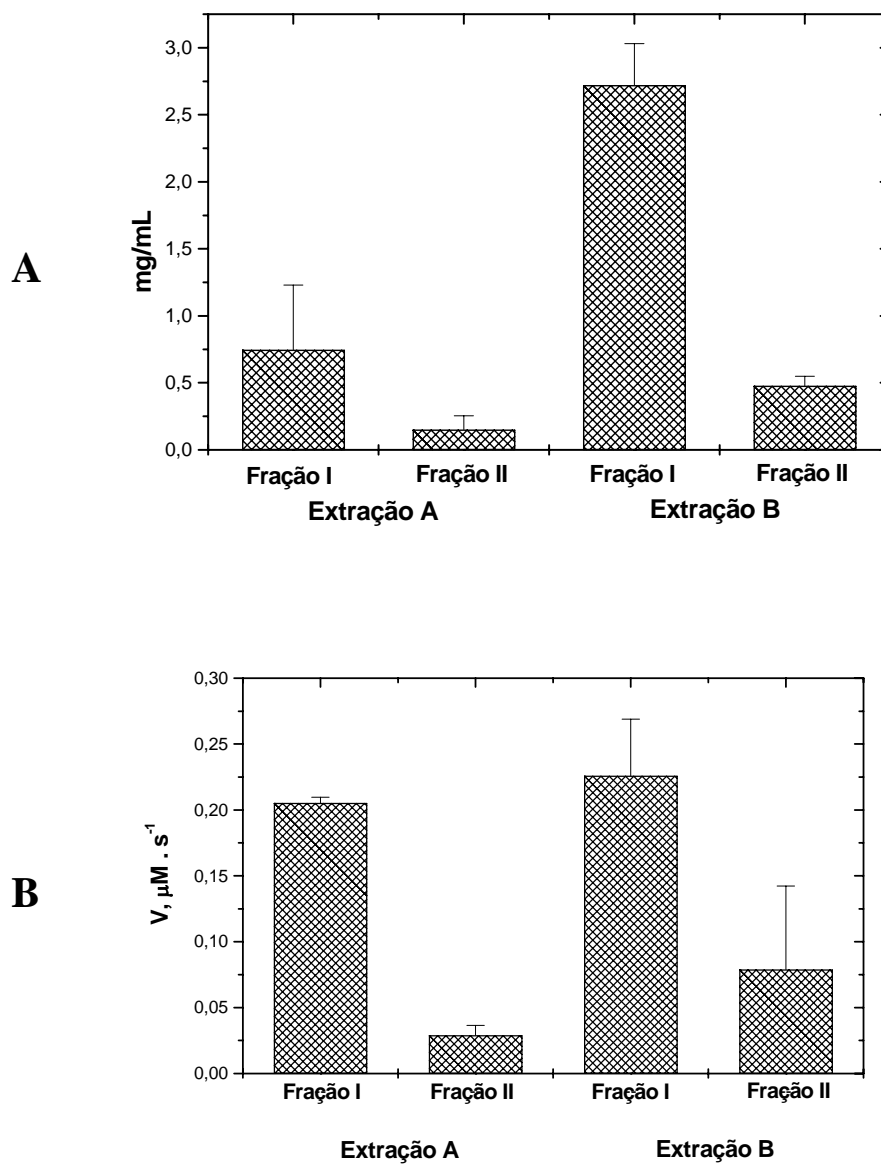 A
mg/mL
3,0
2,5
2,0
1,5
1,0
0,5
0,0
Fração I Fração II Fração I Fração II
Extração A Extração B
B
V, μM . s-1
0,30
0,25
0,20
0,15
0,10
0,05
0,00
Fração I Fração II Fração I Fração II
Extração A Extração B